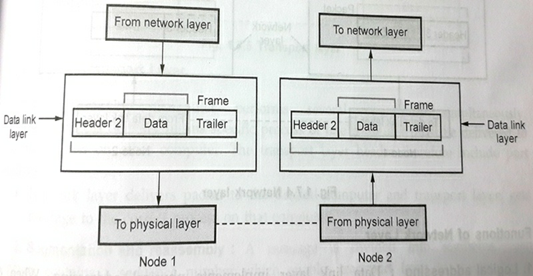 From network layer
To network layer
Frame
Header 2 Data Trailer
Data link
layer
Frame
Header 2 Data Trailer
Data link
layer
To physical layer
From physical layer
Node 1
Node 2